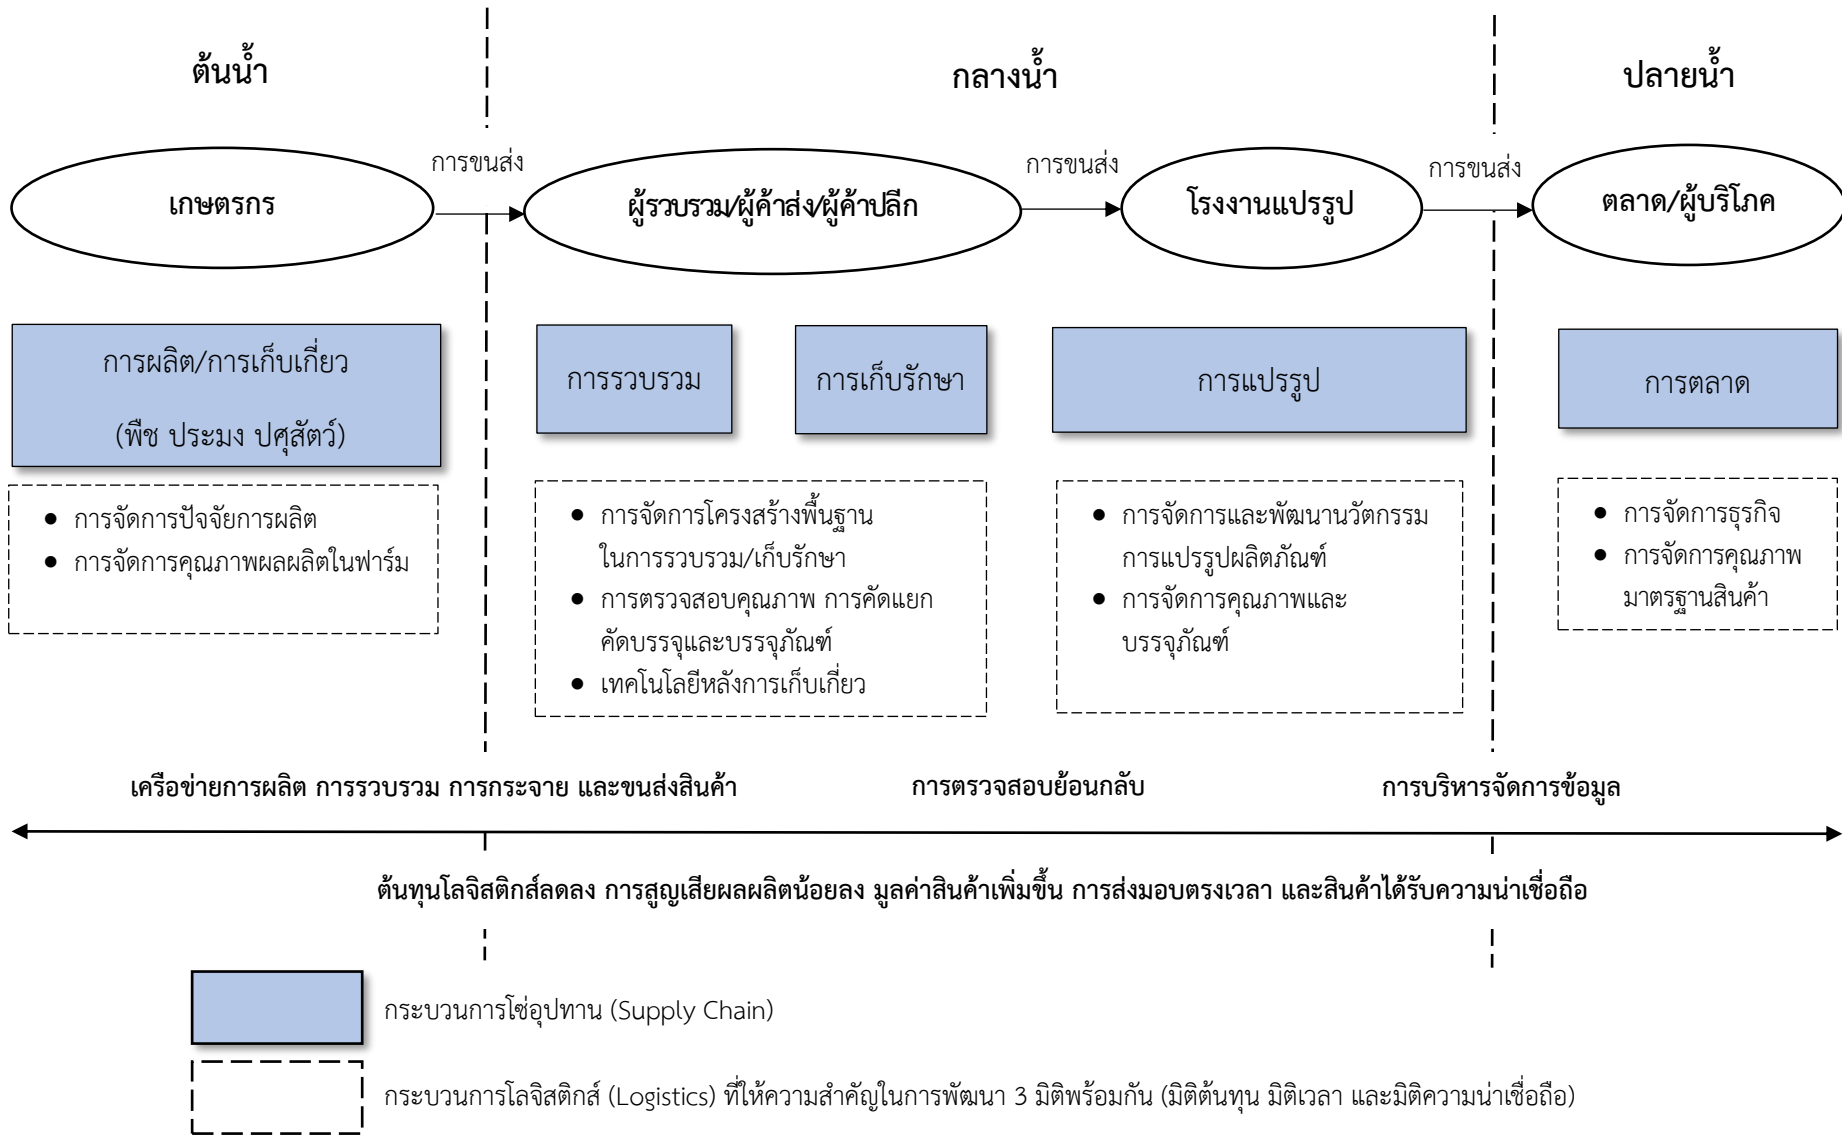 ต้นน้ำ
กลางน้ำ
ปลายน้ำ
เกษตรกร
การขนส่ง
ผู้รวบรวม/ผู้ค้าส่ง/ผู้ค้าปลีก
การขนส่ง
โรงงานแปรรูป
การขนส่ง
ตลาด/ผู้บริโภค
การผลิต/การเก็บเกี่ยว
(พืช ประมง ปศุสัตว์)
การรวบรวม
การเก็บรักษา
การแปรรูป
การตลาด
● การจัดการปัจจัยการผลิต
● การจัดการคุณภาพผลผลิตในฟาร์ม
● การจัดการโครงสร้างพื้นฐาน
ในการรวบรวม/เก็บรักษา
● การตรวจสอบคุณภาพ การคัดแยก
คัดบรรจุและบรรจุภัณฑ์
● เทคโนโลยีหลังการเก็บเกี่ยว
● การจัดการและพัฒนานวัตกรรม
การแปรรูปผลิตภัณฑ์
● การจัดการคุณภาพและ
บรรจุภัณฑ์
● การจัดการธุรกิจ
● การจัดการคุณภาพ
มาตรฐานสินค้า
เครือข่ายการผลิต การรวบรวม การกระจาย และขนส่งสินค้า
การตรวจสอบย้อนกลับ
การบริหารจัดการข้อมูล
ต้นทุนโลจิสติกส์ลดลง การสูญเสียผลผลิตน้อยลง มูลค่าสินค้าเพิ่มขึ้น การส่งมอบตรงเวลา และสินค้าได้รับความน่าเชื่อถือ
กระบวนการโซ่อุปทาน (Supply Chain)
กระบวนการโลจิสติกส์ (Logistics) ที่ให้ความสำคัญในการพัฒนา 3 มิติพร้อมกัน (มิติต้นทุน มิติเวลา และมิติความน่าเชื่อถือ)